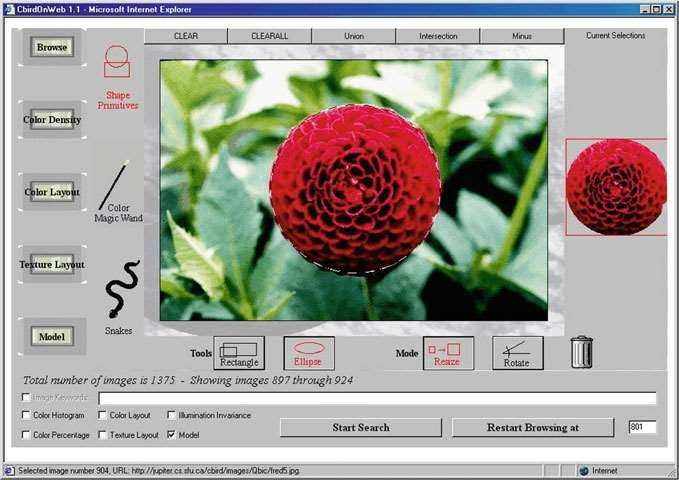 CbirdOnWeb 1.1 - Microsoft Internet Explorer
CLEAR CLEARALL Union Intersection Minus Current Selections
Browse
Shape
Primitives
Color Density
Color Layout
Color
Magic Wand
Texture Layout
Snakes
Model
Tools Rectangle Ellipse Mode Resize Rotate
Total number of images is 1375 - Showing images 897 through 924
Image Keywords:
Color Histogram Color Layout Illumination Invariance
Color Percentage Texture Layout Model
Start Search Restart Browsing at 801
Selected image number 904, URL: http://jupiter.cs.sfu.ca/cbird/images/Qbic/fred5.jpg. Internet